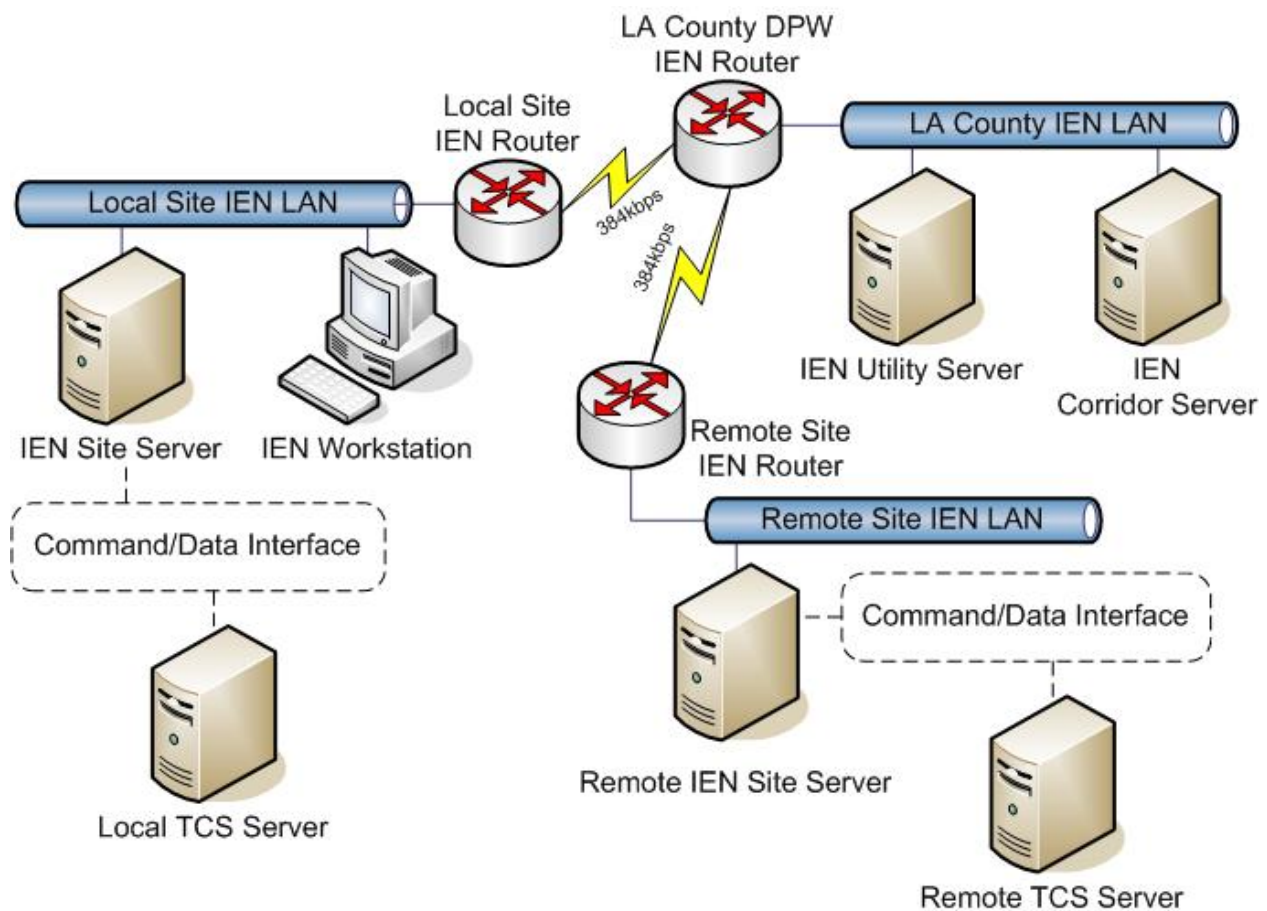 LA County DPW
IEN Router
Local Site
IEN Router
LA County IEN LAN
Local Site IEN LAN
384kbps
384kbps
IEN Site Server
IEN Workstation
IEN Utility Server
IEN
Corridor Server
Remote Site
IEN Router
Command/Data Interface
Remote Site IEN LAN
Command/Data Interface
Local TCS Server
Remote IEN Site Server
Remote TCS Server